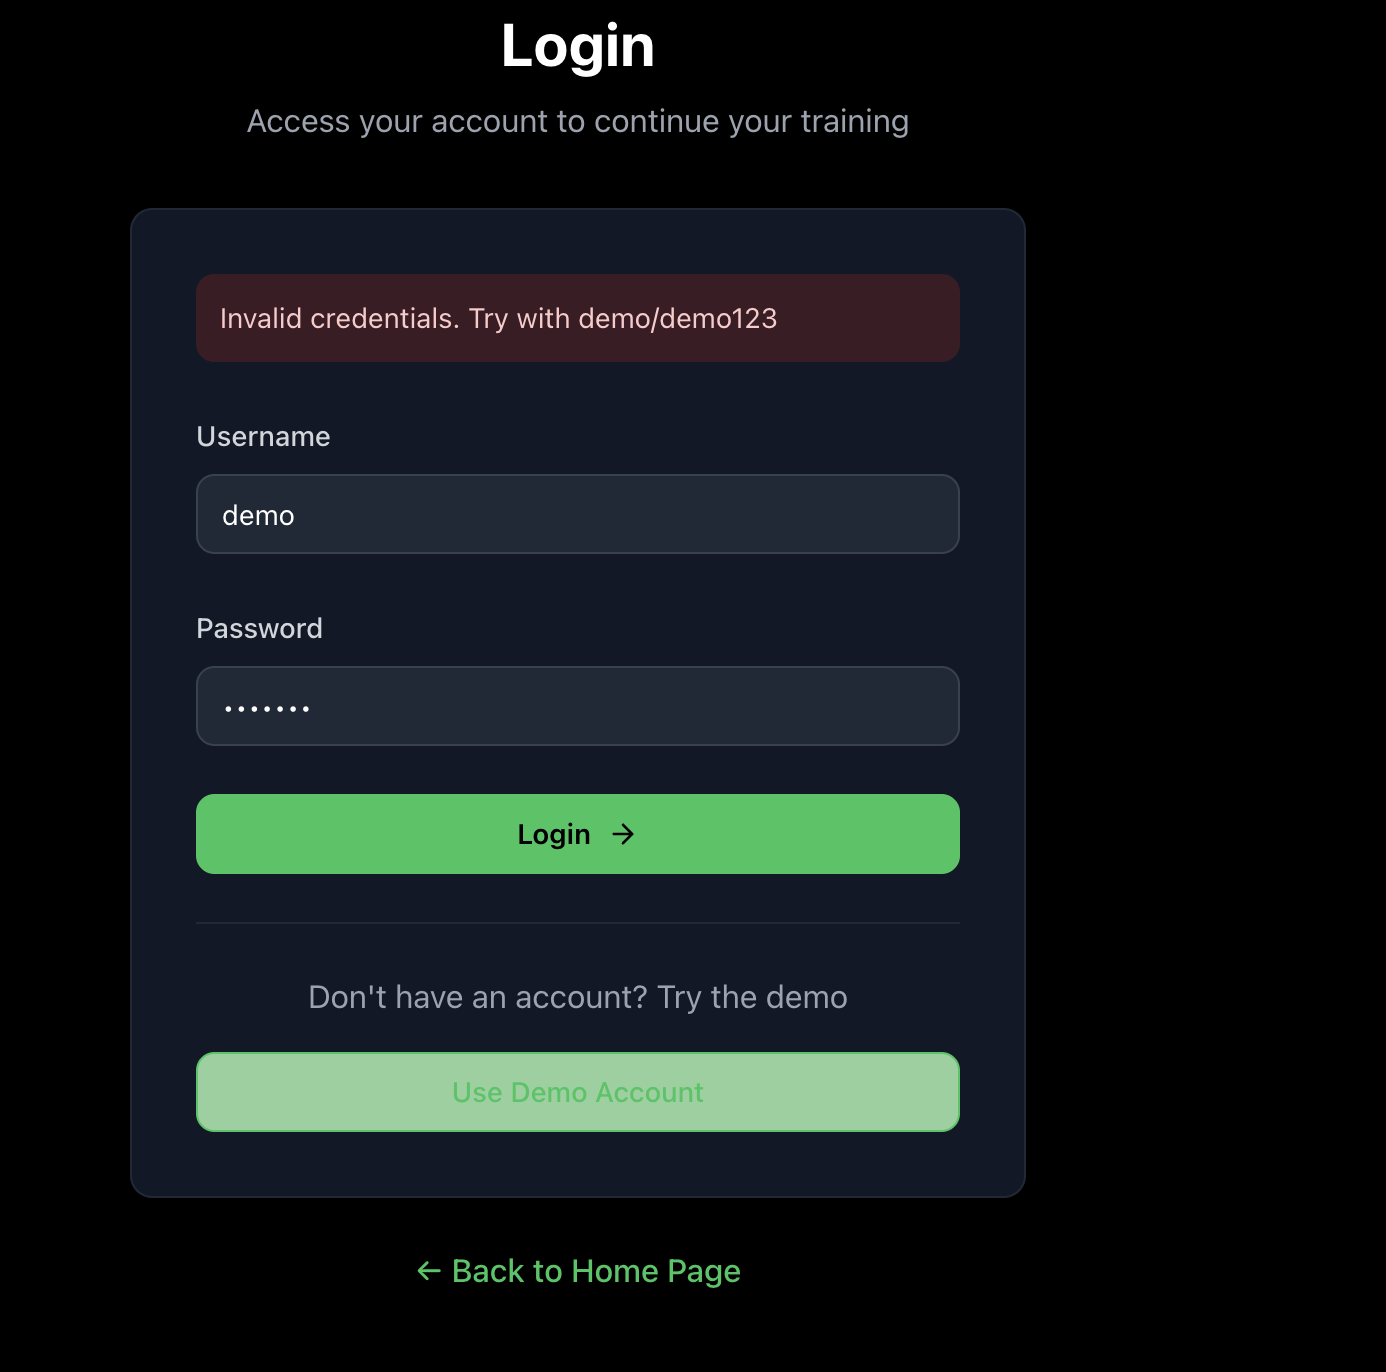 Login
Access your account to continue your training
Invalid credentials. Try with demo/demo123
Username
demo
Password
•••••••
Login →
Don't have an account? Try the demo
Use Demo Account
← Back to Home Page